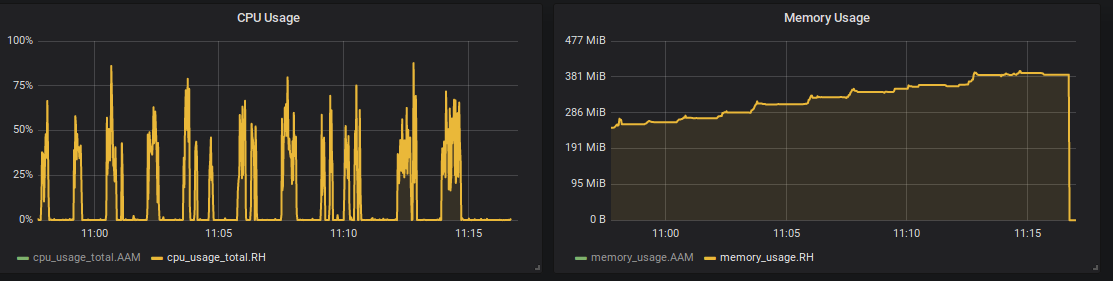 CPU Usage
100%
75%
50%
25%
0%
11:00 11:05 11:10 11:15
cpu_usage_total.AAM cpu_usage_total.RH
Memory Usage
477 MiB
381 MiB
286 MiB
191 MiB
95 MiB
0 B
11:00 11:05 11:10 11:15
memory_usage.AAM memory_usage.RH